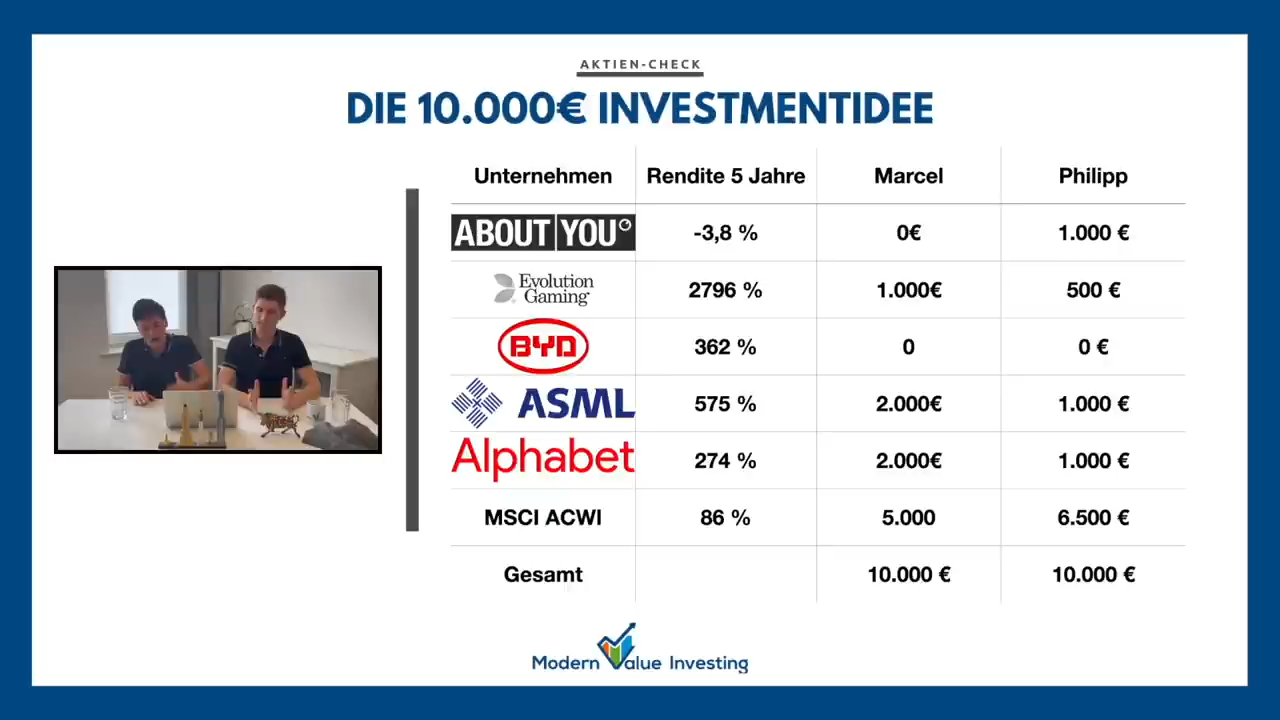 AKTIEN-CHECK
DIE 10.000€ INVESTMENTIDEE
Unternehmen Rendite 5 Jahre Marcel Philipp
ABOUT YOU -3,8 % 0€ 1.000 €
Evolution Gaming 2796 % 1.000€ 500 €
BYD 362 % 0 0 €
ASML 575 % 2.000€ 1.000 €
Alphabet 274 % 2.000€ 1.000 €
MSCI ACWI 86 % 5.000 6.500 €
Gesamt 10.000 € 10.000 €
Modern Value Investing